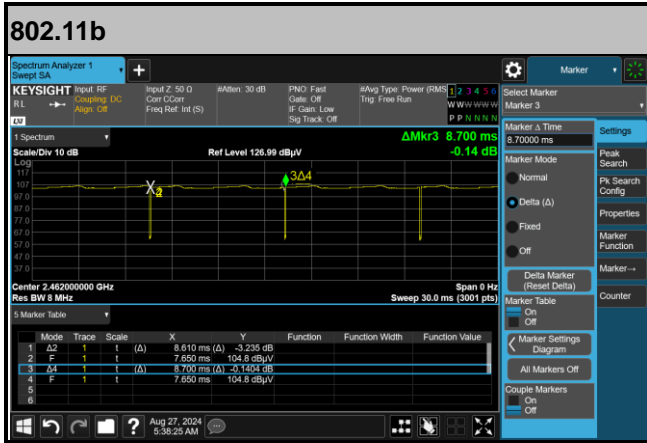 802.11b
Spectrum Analyzer 1
Swept SA
+
Marker
KEYSIGHT
RL
LXI
Input: RF
Coupling: DC
Align: Off
Input Z: 50 Ω
Corr CCorr
Freq Ref: Int (S)
#Atten: 30 dB
PNO: Fast
Gate: Off
IF Gain: Low
Sig Track: Off
#Avg Type: Power (RMS
Trig: Free Run
1 2 3 4 5 6
W W W W W W
P P N N N N
Select Marker
Marker 3
1 Spectrum
ΔMkr3 8.700 ms
-0.14 dB
Scale/Div 10 dB
Ref Level 126.99 dBµV
Log
117
107
97.0
87.0
77.0
67.0
57.0
47.0
37.0
3Δ4
Center 2.462000000 GHz
Span 0 Hz
Res BW 8 MHz
Sweep 30.0 ms (3001 pts)
5 Marker Table
Mode Trace Scale X Y Function Function Width Function Value
1 Δ2 1 t (Δ) 8.610 ms (Δ) -3.235 dB
2 F 1 t 7.650 ms 104.8 dBµV
3 Δ4 1 t (Δ) 8.700 ms (Δ) -0.1404 dB
4 F 1 t 7.650 ms 104.8 dBµV
5
6
Marker Δ Time
8.70000 ms
Marker Mode
Normal
Delta (Δ)
Fixed
Off
Delta Marker
(Reset Delta)
Marker Table
On
Off
Marker Settings
Diagram
All Markers Off
Couple Markers
On
Off
Settings
Peak
Search
Pk Search
Config
Properties
Marker
Function
Marker→
Counter
?
Aug 27, 2024
5:38:25 AM